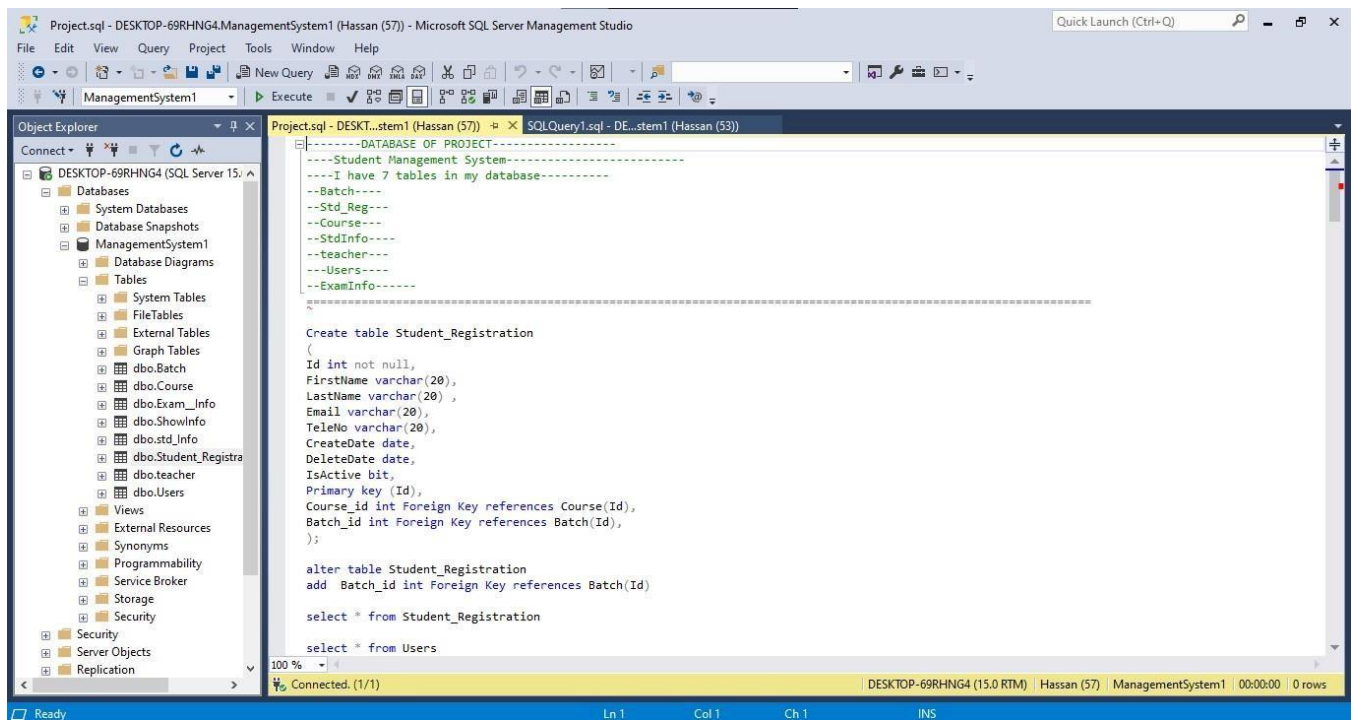 Project.sql - DESKTOP-69RHNG4.ManagementSystem1 (Hassan (57)) - Microsoft SQL Server Management Studio
Quick Launch (Ctrl+Q)
File Edit View Query Project Tools Window Help
New Query
ManagementSystem1
Execute
Object Explorer
Connect
DESKTOP-69RHNG4 (SQL Server 15.
Databases
System Databases
Database Snapshots
ManagementSystem1
Database Diagrams
Tables
System Tables
FileTables
External Tables
Graph Tables
dbo.Batch
dbo.Course
dbo.Exam__Info
dbo.ShowInfo
dbo.std_Info
dbo.Student_Registra
dbo.teacher
dbo.Users
Views
External Resources
Synonyms
Programmability
Service Broker
Storage
Security
Security
Server Objects
Replication
Project.sql - DESKT...stem1 (Hassan (57)) SQLQuery1.sql - DE...stem1 (Hassan (53))
--------DATABASE OF PROJECT------------------
----Student Management System--------------------------
----I have 7 tables in my database----------
--Batch----
--Std_Reg---
--Course---
--StdInfo----
--teacher---
---Users----
--ExamInfo------
===================================================================================================================
Create table Student_Registration
(
Id int not null,
FirstName varchar(20),
LastName varchar(20) ,
Email varchar(20),
TeleNo varchar(20),
CreateDate date,
DeleteDate date,
IsActive bit,
Primary key (Id),
Course_id int Foreign Key references Course(Id),
Batch_id int Foreign Key references Batch(Id),
);
alter table Student_Registration
add  Batch_id int Foreign Key references Batch(Id)
select * from Student_Registration
select * from Users
100 %
Connected. (1/1)
DESKTOP-69RHNG4 (15.0 RTM) Hassan (57) ManagementSystem1 00:00:00 0 rows
Ready Ln 1 Col 1 Ch 1 INS